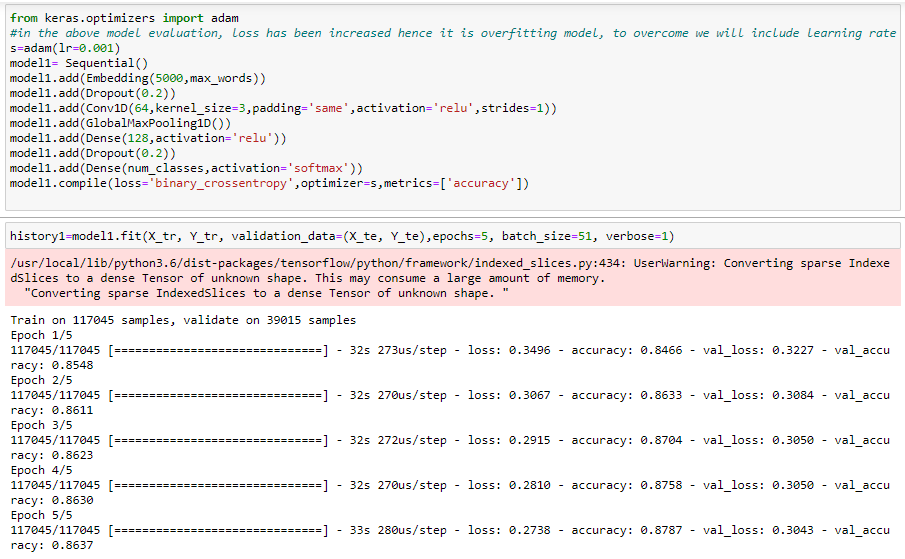 from keras.optimizers import adam
#in the above model evaluation, loss has been increased hence it is overfitting model, to overcome we will include learning rate
s=adam(lr=0.001)
model1= Sequential()
model1.add(Embedding(5000,max_words))
model1.add(Dropout(0.2))
model1.add(Conv1D(64,kernel_size=3,padding='same',activation='relu',strides=1))
model1.add(GlobalMaxPooling1D())
model1.add(Dense(128,activation='relu'))
model1.add(Dropout(0.2))
model1.add(Dense(num_classes,activation='softmax'))
model1.compile(loss='binary_crossentropy',optimizer=s,metrics=['accuracy'])
history1=model1.fit(X_tr, Y_tr, validation_data=(X_te, Y_te),epochs=5, batch_size=51, verbose=1)
/usr/local/lib/python3.6/dist-packages/tensorflow/python/framework/indexed_slices.py:434: UserWarning: Converting sparse Indexe
dSlices to a dense Tensor of unknown shape. This may consume a large amount of memory.
"Converting sparse IndexedSlices to a dense Tensor of unknown shape. "
Train on 117045 samples, validate on 39015 samples
Epoch 1/5
117045/117045 [==============================] - 32s 273us/step - loss: 0.3496 - accuracy: 0.8466 - val_loss: 0.3227 - val_accu
racy: 0.8548
Epoch 2/5
117045/117045 [==============================] - 32s 270us/step - loss: 0.3067 - accuracy: 0.8633 - val_loss: 0.3084 - val_accu
racy: 0.8611
Epoch 3/5
117045/117045 [==============================] - 32s 272us/step - loss: 0.2915 - accuracy: 0.8704 - val_loss: 0.3050 - val_accu
racy: 0.8623
Epoch 4/5
117045/117045 [==============================] - 32s 270us/step - loss: 0.2810 - accuracy: 0.8758 - val_loss: 0.3050 - val_accu
racy: 0.8630
Epoch 5/5
117045/117045 [==============================] - 33s 280us/step - loss: 0.2738 - accuracy: 0.8787 - val_loss: 0.3043 - val_accu
racy: 0.8637